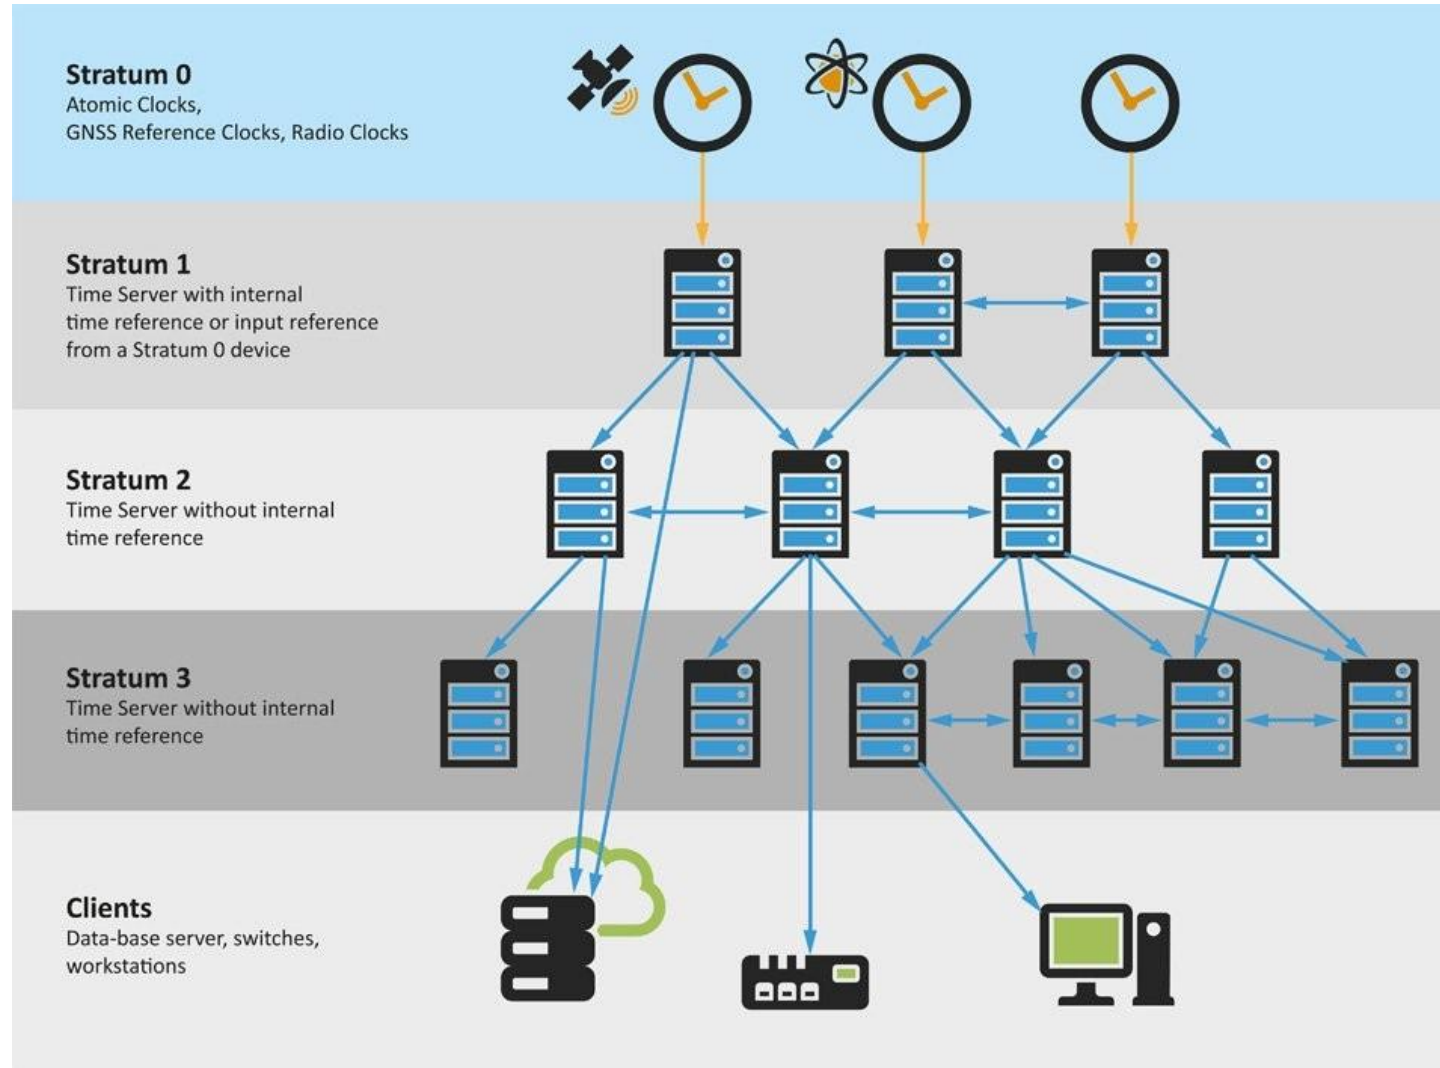 Stratum 0
Atomic Clocks,
GNSS Reference Clocks, Radio Clocks
Stratum 1
Time Server with internal
time reference or input reference
from a Stratum 0 device
Stratum 2
Time Server without internal
time reference
Stratum 3
Time Server without internal
time reference
Clients
Data-base server, switches,
workstations